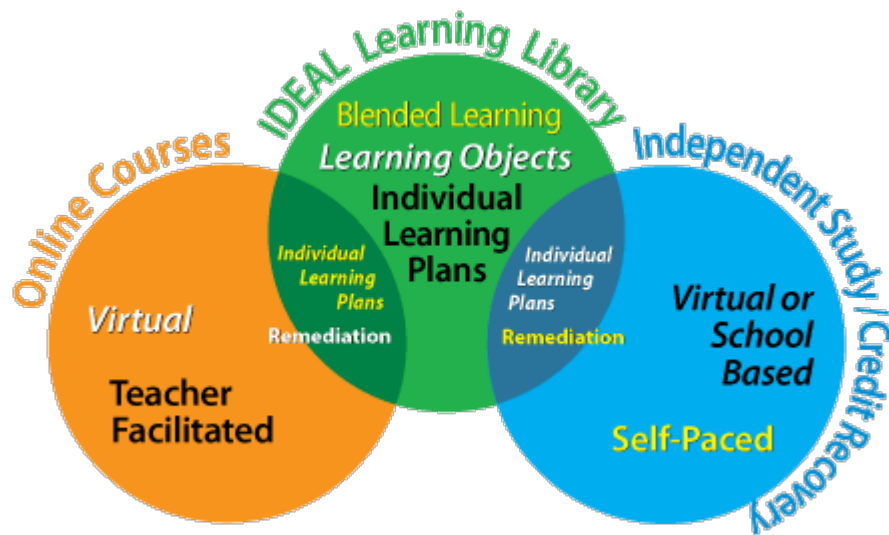 IDEAL Learning Library
Online Courses
Independent Study / Credit Recovery
Blended Learning
Learning Objects
Individual
Learning
Plans
Individual
Learning
Plans
Remediation
Individual
Learning
Plans
Remediation
Virtual
Teacher
Facilitated
Virtual or
School
Based
Self-Paced